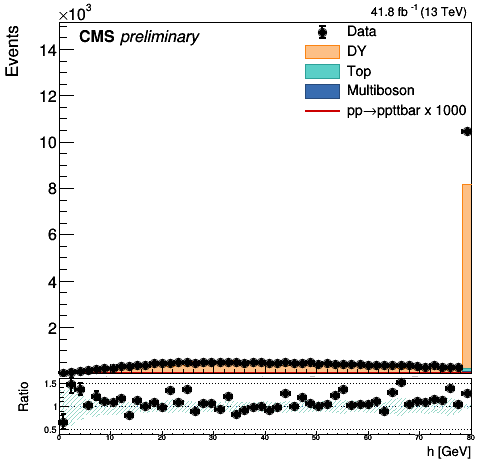 ×10³
41.8 fb⁻¹ (13 TeV)
CMS preliminary
Data
DY
Top
Multiboson
pp→ppttbar x 1000
Events
14
12
10
8
6
4
2
Ratio
1.5
1
0.5
0 10 20 30 40 50 60 70 80
h [GeV]